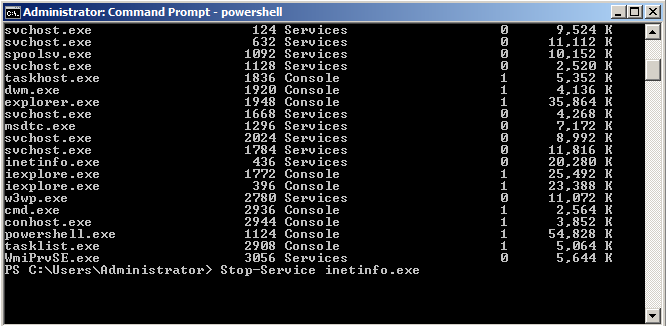 Administrator: Command Prompt - powershell
svchost.exe 124 Services 0 9,524 K
svchost.exe 632 Services 0 11,112 K
spoolsv.exe 1092 Services 0 10,152 K
svchost.exe 1128 Services 0 2,520 K
taskhost.exe 1836 Console 1 5,352 K
dwm.exe 1920 Console 1 4,136 K
explorer.exe 1948 Console 1 35,864 K
svchost.exe 1668 Services 0 4,268 K
msdtc.exe 1296 Services 0 7,172 K
svchost.exe 2024 Services 0 8,992 K
svchost.exe 1784 Services 0 11,816 K
inetinfo.exe 436 Services 0 20,280 K
iexplore.exe 1772 Console 1 25,492 K
iexplore.exe 396 Console 1 23,388 K
w3wp.exe 2780 Services 0 11,072 K
cmd.exe 2936 Console 1 2,564 K
conhost.exe 2944 Console 1 3,852 K
powershell.exe 1124 Console 1 54,828 K
tasklist.exe 2908 Console 1 5,064 K
WmiPrvSE.exe 3056 Services 0 5,644 K
PS C:\Users\Administrator> Stop-Service inetinfo.exe